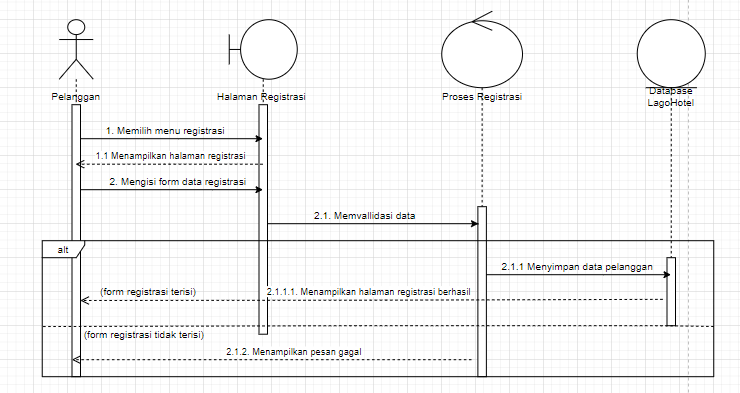 Pelanggan
Halaman Registrasi
Proses Registrasi
Database
LagoHotel
1. Memilih menu registrasi
1.1 Menampilkan halaman registrasi
2. Mengisi form data registrasi
2.1. Memvallidasi data
alt
2.1.1 Menyimpan data pelanggan
(form registrasi terisi)
2.1.1.1. Menampilkan halaman registrasi berhasil
(form registrasi tidak terisi)
2.1.2. Menampilkan pesan gagal